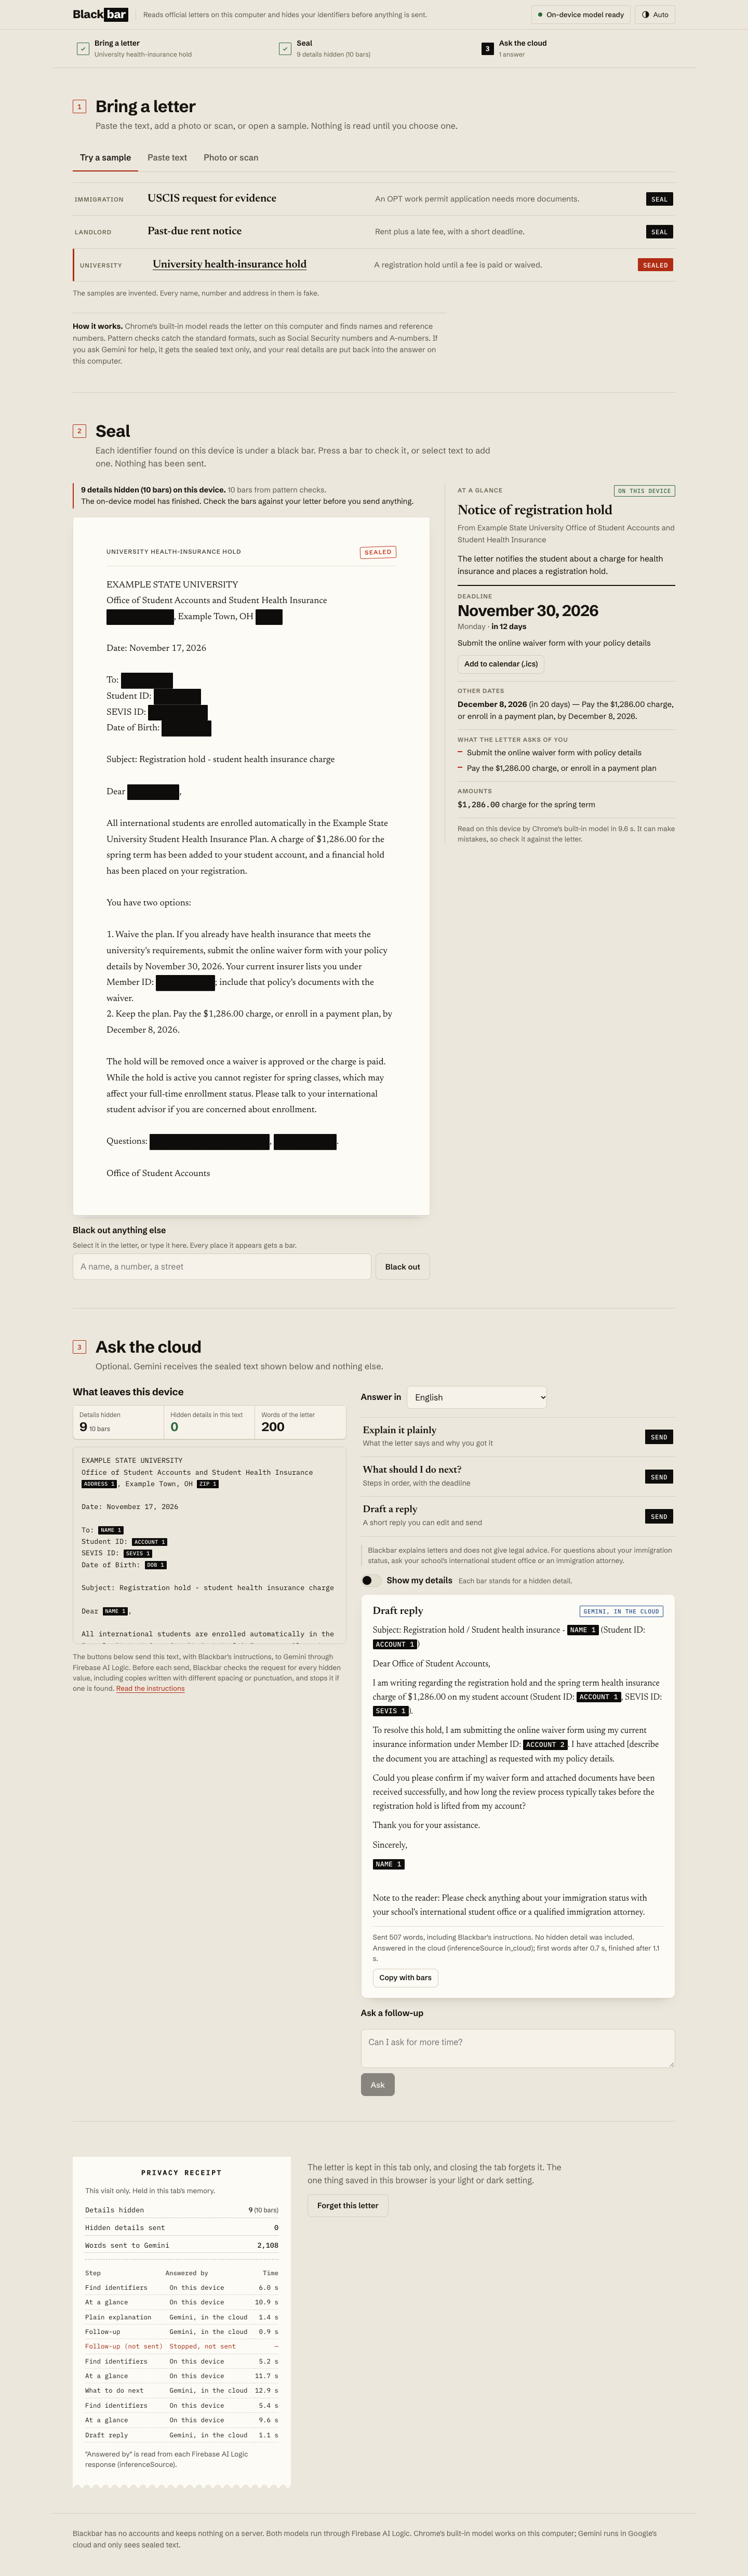 Blackbar
Reads official letters on this computer and hides your identifiers before anything is sent.
On-device model ready
Auto
Bring a letter
University health-insurance hold
Seal
9 details hidden (10 bars)
3
Ask the cloud
1 answer
1
Bring a letter
Paste the text, add a photo or scan, or open a sample. Nothing is read until you choose one.
Try a sample
Paste text
Photo or scan
IMMIGRATION
USCIS request for evidence
An OPT work permit application needs more documents.
SEAL
LANDLORD
Past-due rent notice
Rent plus a late fee, with a short deadline.
SEAL
UNIVERSITY
University health-insurance hold
A registration hold until a fee is paid or waived.
SEALED
The samples are invented. Every name, number and address in them is fake.
How it works. Chrome's built-in model reads the letter on this computer and finds names and reference
numbers. Pattern checks catch the standard formats, such as Social Security numbers and A-numbers. If
you ask Gemini for help, it gets the sealed text only, and your real details are put back into the answer on
this computer.
2
Seal
Each identifier found on this device is under a black bar. Press a bar to check it, or select text to add
one. Nothing has been sent.
9 details hidden (10 bars) on this device. 10 bars from pattern checks.
The on-device model has finished. Check the bars against your letter before you send anything.
UNIVERSITY HEALTH-INSURANCE HOLD
SEALED
EXAMPLE STATE UNIVERSITY
Office of Student Accounts and Student Health Insurance
, Example Town, OH
Date: November 17, 2026
To:
Student ID:
SEVIS ID:
Date of Birth:
Subject: Registration hold - student health insurance charge
Dear ,
All international students are enrolled automatically in the Example State
University Student Health Insurance Plan. A charge of $1,286.00 for the
spring term has been added to your student account, and a financial hold
has been placed on your registration.
You have two options:
1. Waive the plan. If you already have health insurance that meets the
university's requirements, submit the online waiver form with your policy
details by November 30, 2026. Your current insurer lists you under
Member ID: ; include that policy's documents with the
waiver.
2. Keep the plan. Pay the $1,286.00 charge, or enroll in a payment plan, by
December 8, 2026.
The hold will be removed once a waiver is approved or the charge is paid.
While the hold is active you cannot register for spring classes, which may
affect your full-time enrollment status. Please talk to your international
student advisor if you are concerned about enrollment.
Questions: , .
Office of Student Accounts
AT A GLANCE
ON THIS DEVICE
Notice of registration hold
From Example State University Office of Student Accounts and
Student Health Insurance
The letter notifies the student about a charge for health
insurance and places a registration hold.
DEADLINE
November 30, 2026
Monday · in 12 days
Submit the online waiver form with your policy details
Add to calendar (.ics)
OTHER DATES
December 8, 2026 (in 20 days) — Pay the $1,286.00 charge,
or enroll in a payment plan, by December 8, 2026.
WHAT THE LETTER ASKS OF YOU
– Submit the online waiver form with policy details
– Pay the $1,286.00 charge, or enroll in a payment plan
AMOUNTS
$1,286.00 charge for the spring term
Read on this device by Chrome's built-in model in 9.6 s. It can make
mistakes, so check it against the letter.
Black out anything else
Select it in the letter, or type it here. Every place it appears gets a bar.
A name, a number, a street
Black out
3
Ask the cloud
Optional. Gemini receives the sealed text shown below and nothing else.
What leaves this device
Details hidden
9 10 bars
Hidden details in this text
0
Words of the letter
200
EXAMPLE STATE UNIVERSITY
Office of Student Accounts and Student Health Insurance
ADDRESS 1, Example Town, OH ZIP 1
Date: November 17, 2026
To: NAME 1
Student ID: ACCOUNT 1
SEVIS ID: SEVIS 1
Date of Birth: DOB 1
Subject: Registration hold - student health insurance charge
Dear NAME 1,
All international students are enrolled automatically in the
The buttons below send this text, with Blackbar's instructions, to Gemini through
Firebase AI Logic. Before each send, Blackbar checks the request for every hidden
value, including copies written with different spacing or punctuation, and stops it if
one is found. Read the instructions
Answer in
English
Explain it plainly
What the letter says and why you got it
SEND
What should I do next?
Steps in order, with the deadline
SEND
Draft a reply
A short reply you can edit and send
SEND
Blackbar explains letters and does not give legal advice. For questions about your immigration
status, ask your school's international student office or an immigration attorney.
Show my details
Each bar stands for a hidden detail.
Draft reply
GEMINI, IN THE CLOUD
Subject: Registration hold / Student health insurance - NAME 1 (Student ID:
ACCOUNT 1)
Dear Office of Student Accounts,
I am writing regarding the registration hold and the spring term health insurance
charge of $1,286.00 on my student account (Student ID: ACCOUNT 1, SEVIS ID:
SEVIS 1).
To resolve this hold, I am submitting the online waiver form using my current
insurance information under Member ID: ACCOUNT 2. I have attached [describe
the document you are attaching] as requested with my policy details.
Could you please confirm if my waiver form and attached documents have been
received successfully, and how long the review process typically takes before the
registration hold is lifted from my account?
Thank you for your assistance.
Sincerely,
NAME 1
Note to the reader: Please check anything about your immigration status with
your school's international student office or a qualified immigration attorney.
Sent 507 words, including Blackbar's instructions. No hidden detail was included.
Answered in the cloud (inferenceSource in_cloud); first words after 0.7 s, finished after 1.1
s.
Copy with bars
Ask a follow-up
Can I ask for more time?
Ask
PRIVACY RECEIPT
This visit only. Held in this tab's memory.
Details hidden 9 (10 bars)
Hidden details sent 0
Words sent to Gemini 2,108
Step Answered by Time
Find identifiers On this device 6.0 s
At a glance On this device 10.9 s
Plain explanation Gemini, in the cloud 1.4 s
Follow-up Gemini, in the cloud 0.9 s
Follow-up (not sent) Stopped, not sent —
Find identifiers On this device 5.2 s
At a glance On this device 11.7 s
What to do next Gemini, in the cloud 12.9 s
Find identifiers On this device 5.4 s
At a glance On this device 9.6 s
Draft reply Gemini, in the cloud 1.1 s
"Answered by" is read from each Firebase AI Logic
response (inferenceSource).
The letter is kept in this tab only, and closing the tab forgets it. The
one thing saved in this browser is your light or dark setting.
Forget this letter
Blackbar has no accounts and keeps nothing on a server. Both models run through Firebase AI Logic. Chrome's built-in model works on this computer; Gemini runs in Google's
cloud and only sees sealed text.